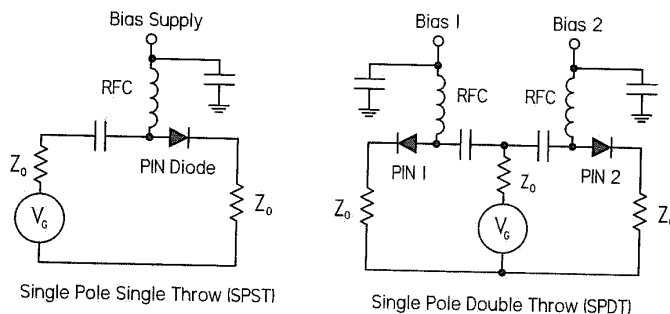 Bias Supply
RFC
PIN Diode
Z₀
V_G
Z₀
Single Pole Single Throw (SPST)
Bias 1
Bias 2
RFC
RFC
PIN 1
PIN 2
Z₀
Z₀
V_G
Z₀
Single Pole Double Throw (SPDT)